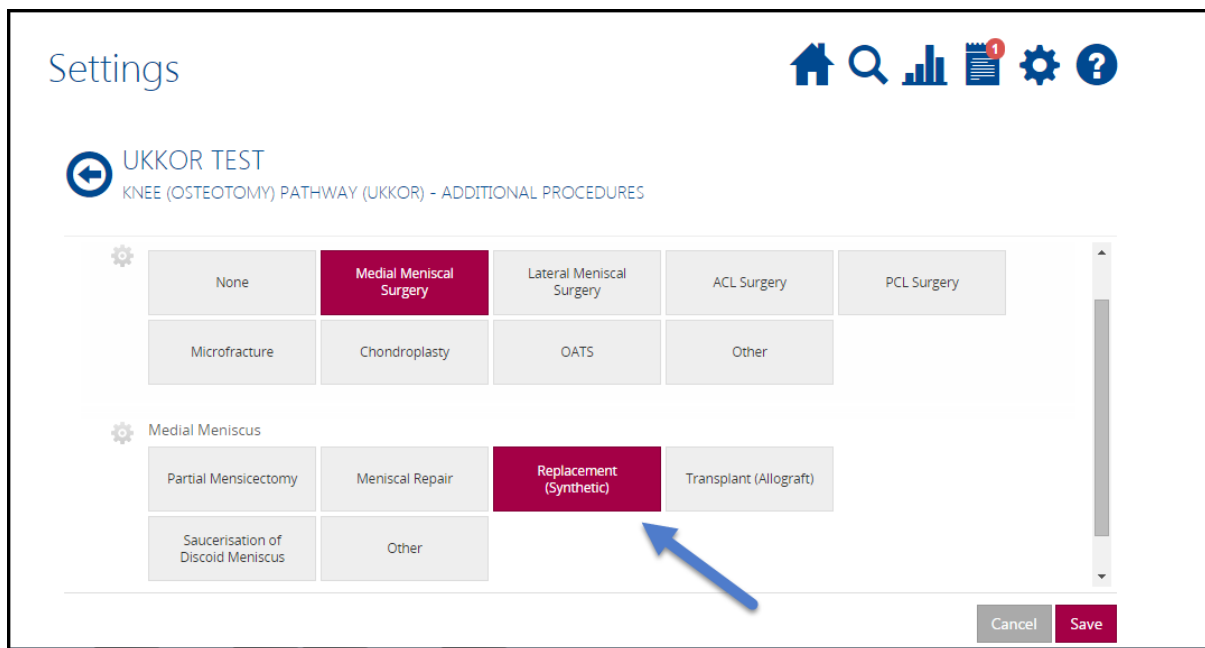 Settings
1
?
UKKOR TEST
KNEE (OSTEOTOMY) PATHWAY (UKKOR) - ADDITIONAL PROCEDURES
None
Medial Meniscal
Surgery
Lateral Meniscal
Surgery
ACL Surgery
PCL Surgery
Microfracture
Chondroplasty
OATS
Other
Medial Meniscus
Partial Mensicectomy
Meniscal Repair
Replacement
(Synthetic)
Transplant (Allograft)
Saucerisation of
Discoid Meniscus
Other
Cancel
Save